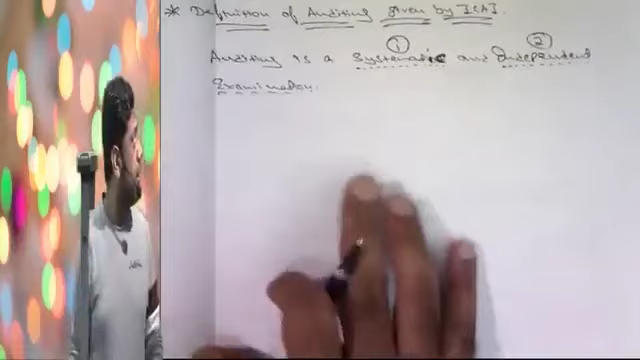 * Definition of Auditing given by ICAI.
① ②
Auditing is a systematic and Independent
Examination.